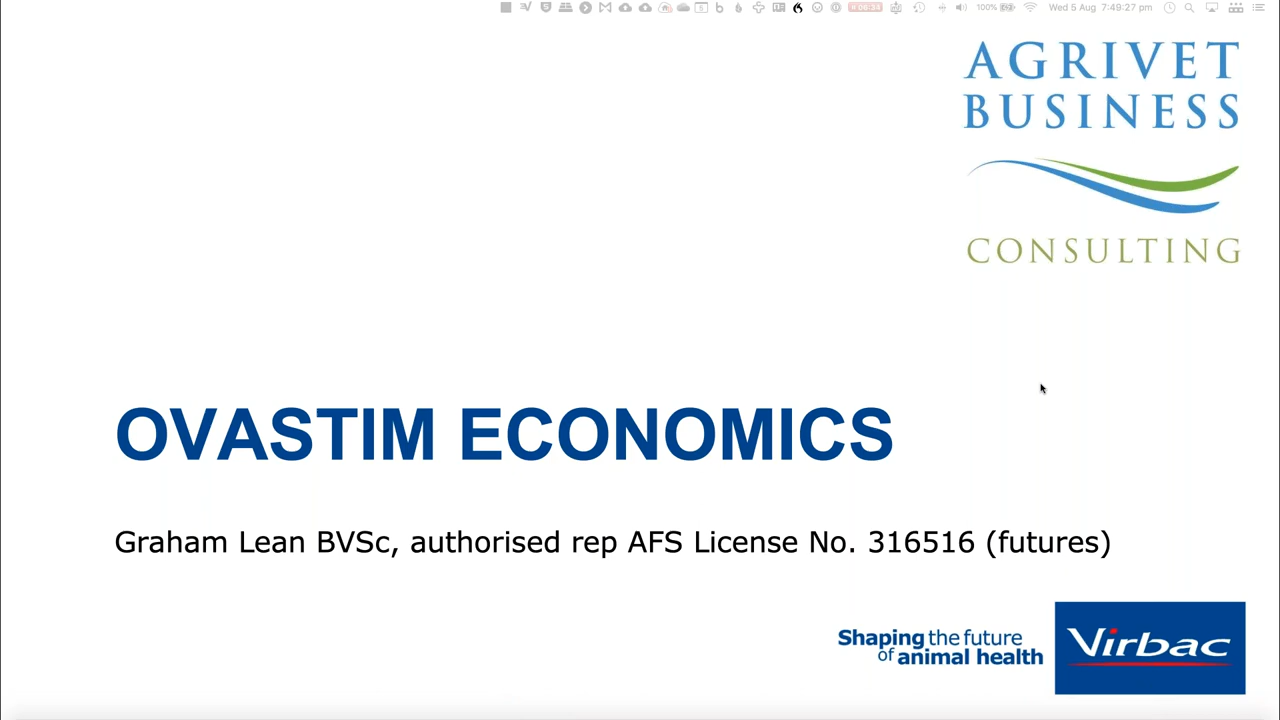 100%
Wed 5 Aug 7:49:27 pm
AGRIVET
BUSINESS
CONSULTING
OVASTIM ECONOMICS
Graham Lean BVSc, authorised rep AFS License No. 316516 (futures)
Shaping the future
of animal health
Virbac